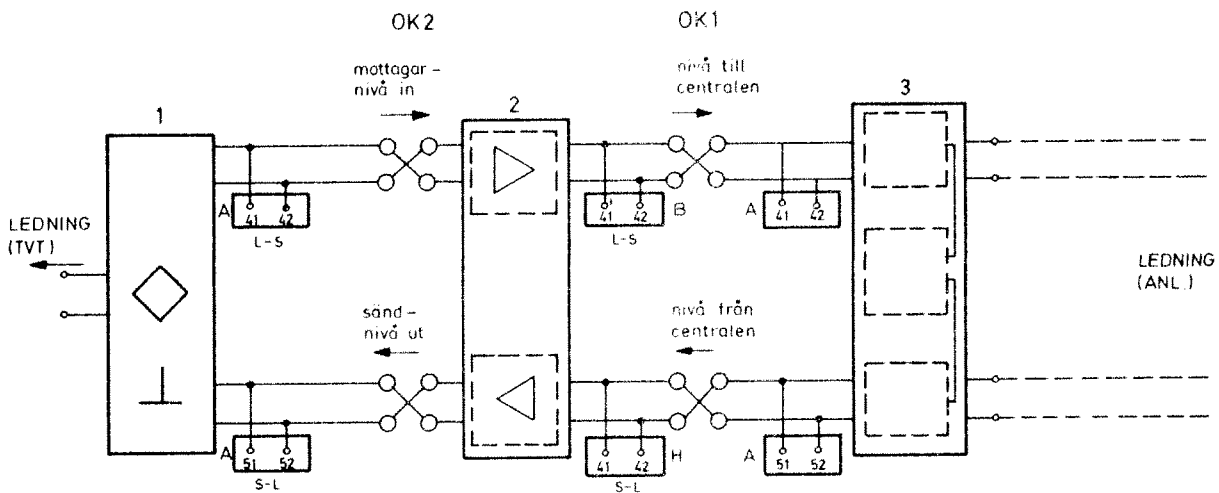 OK2
OK1
mottagar-
nivå in
nivå till
centralen
1
2
3
A
41 42
L-S
41 42
B
L-S
A
41 42
LEDNING
(TVT)
LEDNING
(ANL.)
sänd-
nivå ut
nivå från
centralen
A
51 52
S-L
41 42
H
S-L
A
51 52